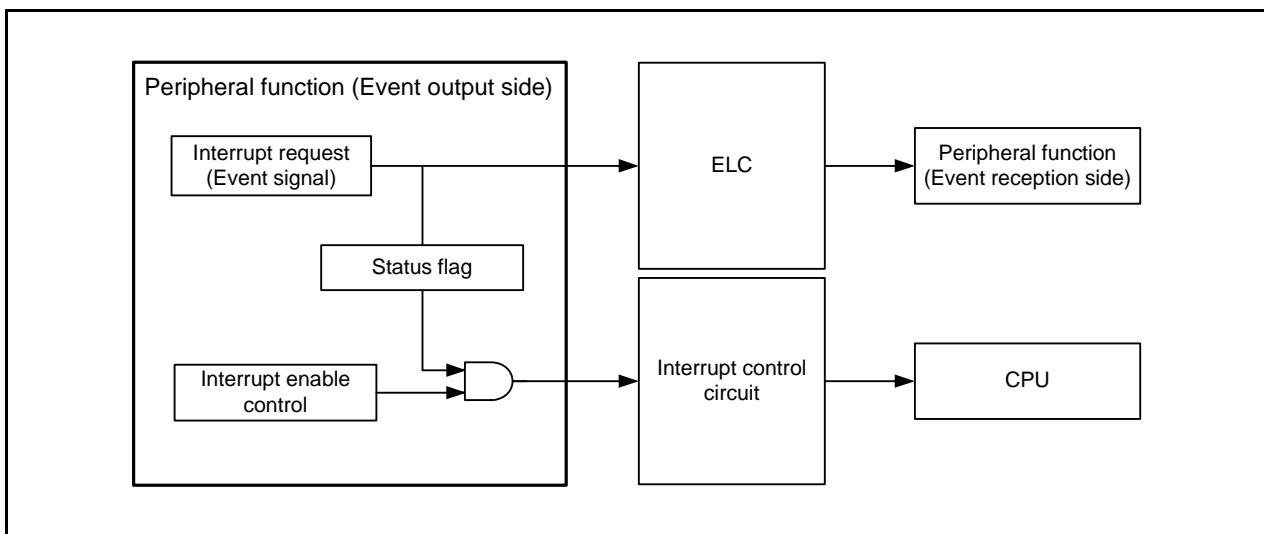 Peripheral function (Event output side)
Interrupt request
(Event signal)
ELC
Peripheral function
(Event reception side)
Status flag
Interrupt enable
control
Interrupt control
circuit
CPU